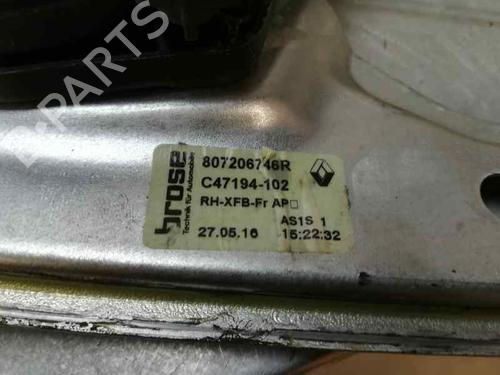 B-PARTS
brose
Technik für Automobile
807206746R
C47194-102
RH-XFB-Fr AP□
AS1S 1
27.05.16 15:22:32